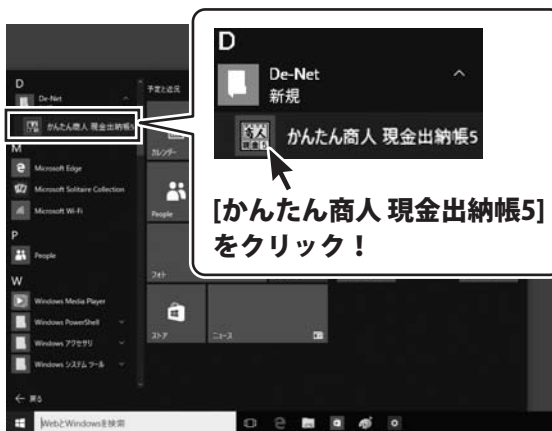 D
De-Net
かんたん商人 現金出納帳5
M
Microsoft Edge
Microsoft Solitaire Collection
Microsoft Wi-Fi
P
People
W
Windows Media Player
Windows PowerShell
Windows アクセサリ
Windows システム ツール
戻る
WebとWindowsを検索
予定と近況
カレンダー
People
フォト
ストア
ニュース
D
De-Net
新規
かんたん商人 現金出納帳5
[かんたん商人 現金出納帳5]
をクリック！